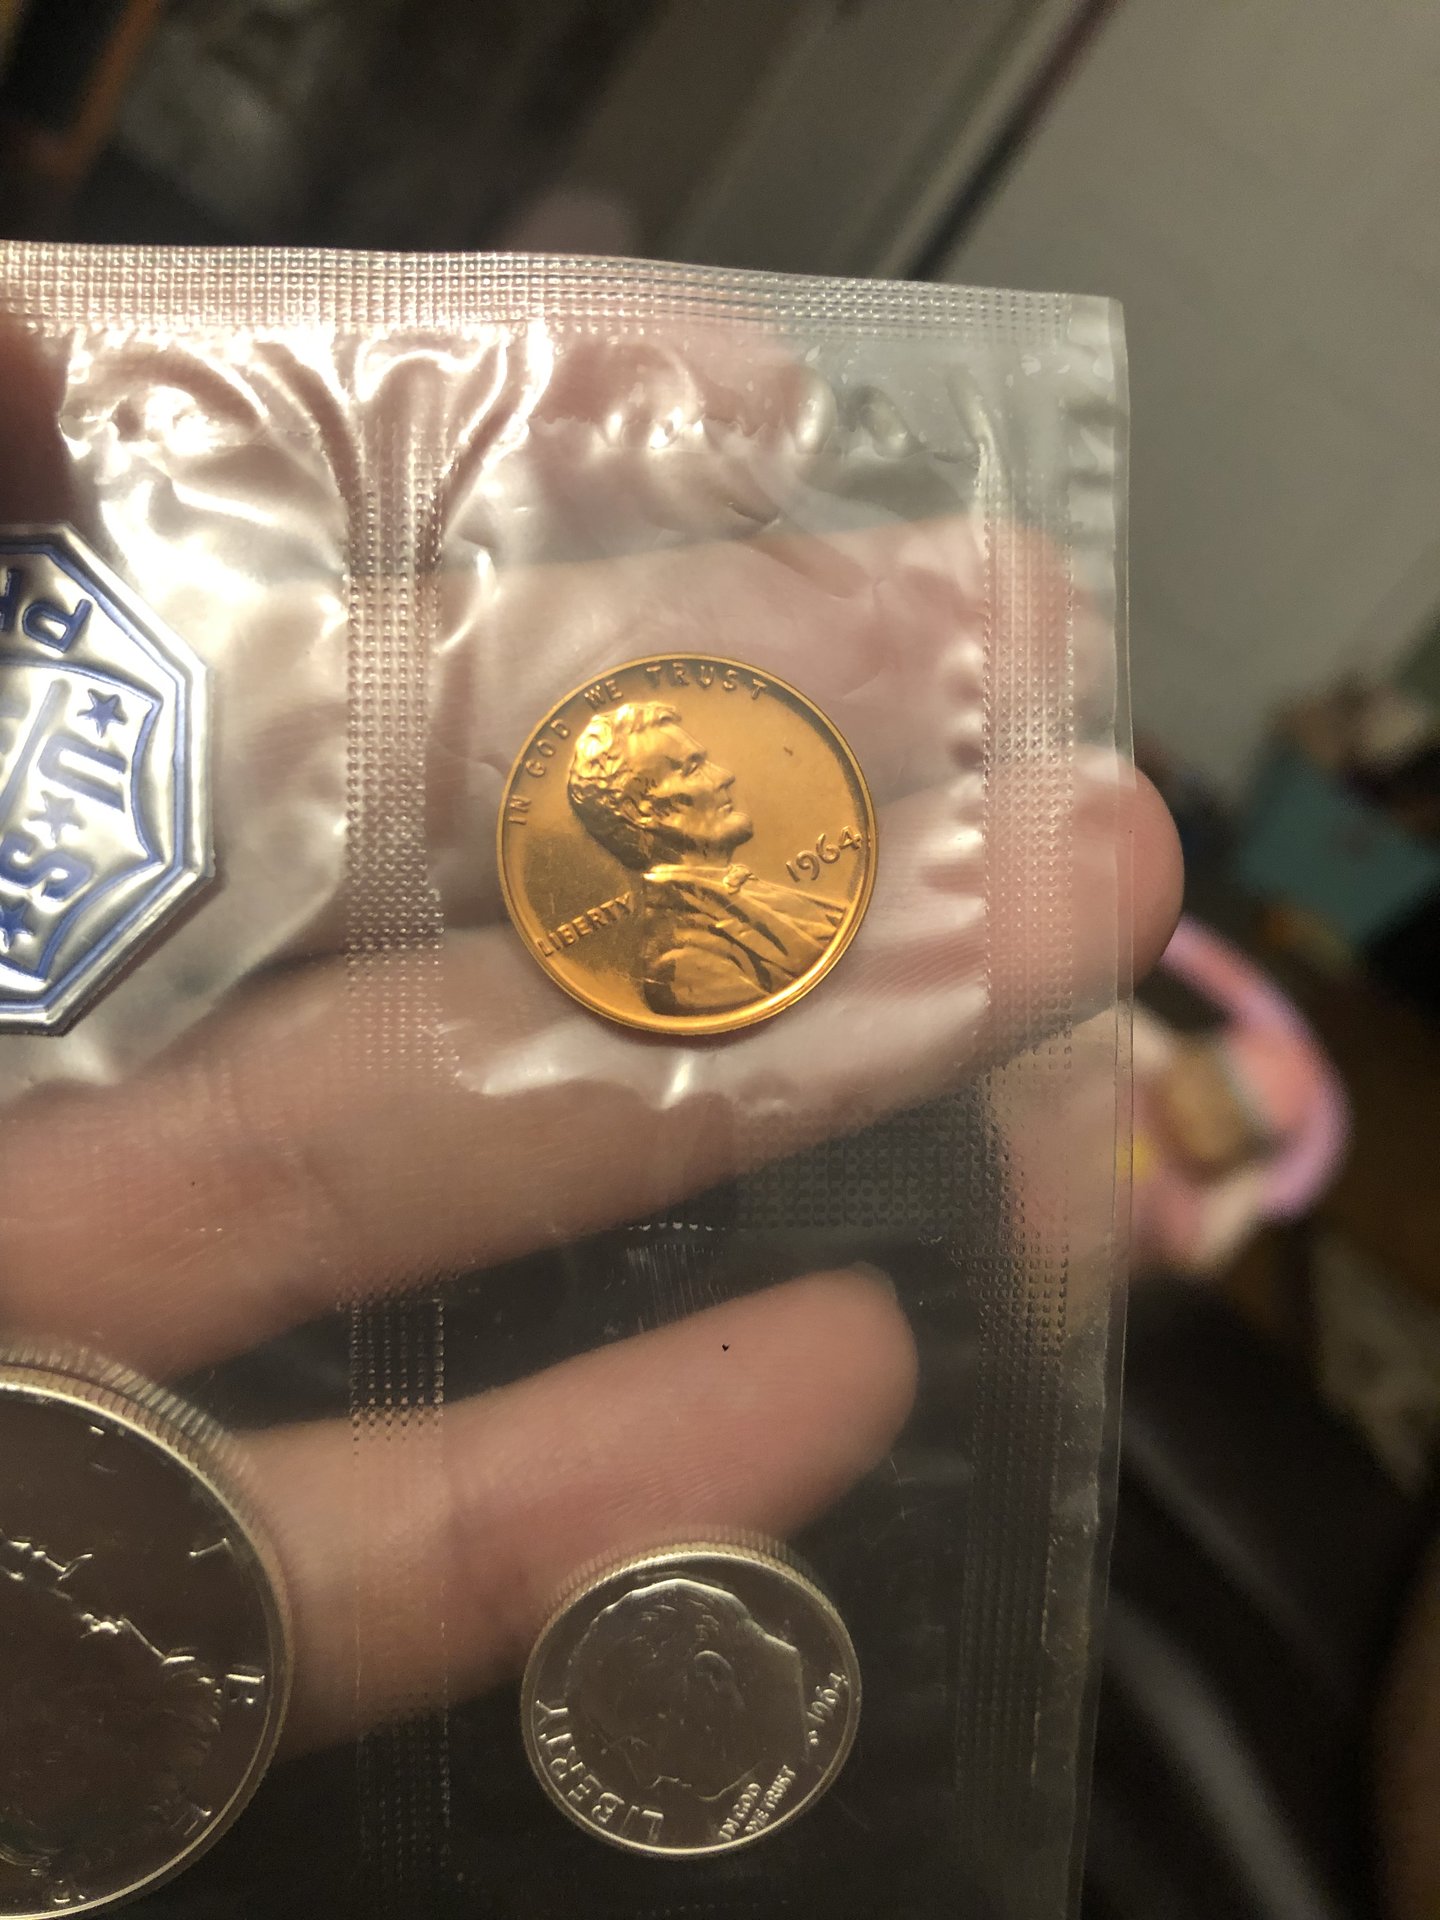 IN GOD WE TRUST
LIBERTY
1964
U.S.
LIBERTY
IN GOD
WE TRUST
1964